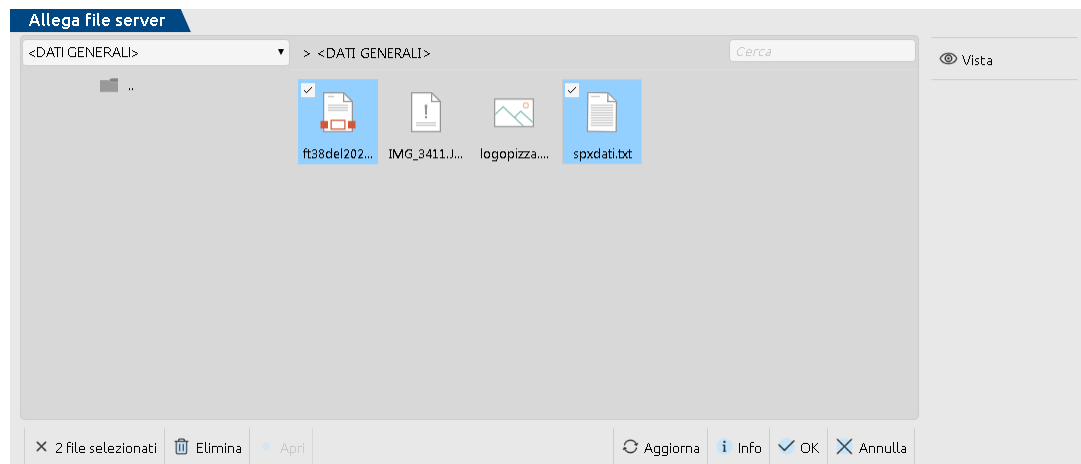 Allega file server
<DATI GENERALI>
> <DATI GENERALI>
Cerca
Vista
..
ft38del202...
IMG_3411.J...
logopizza....
spxdati.txt
2 file selezionati
Elimina
Apri
Aggiorna
Info
OK
Annulla